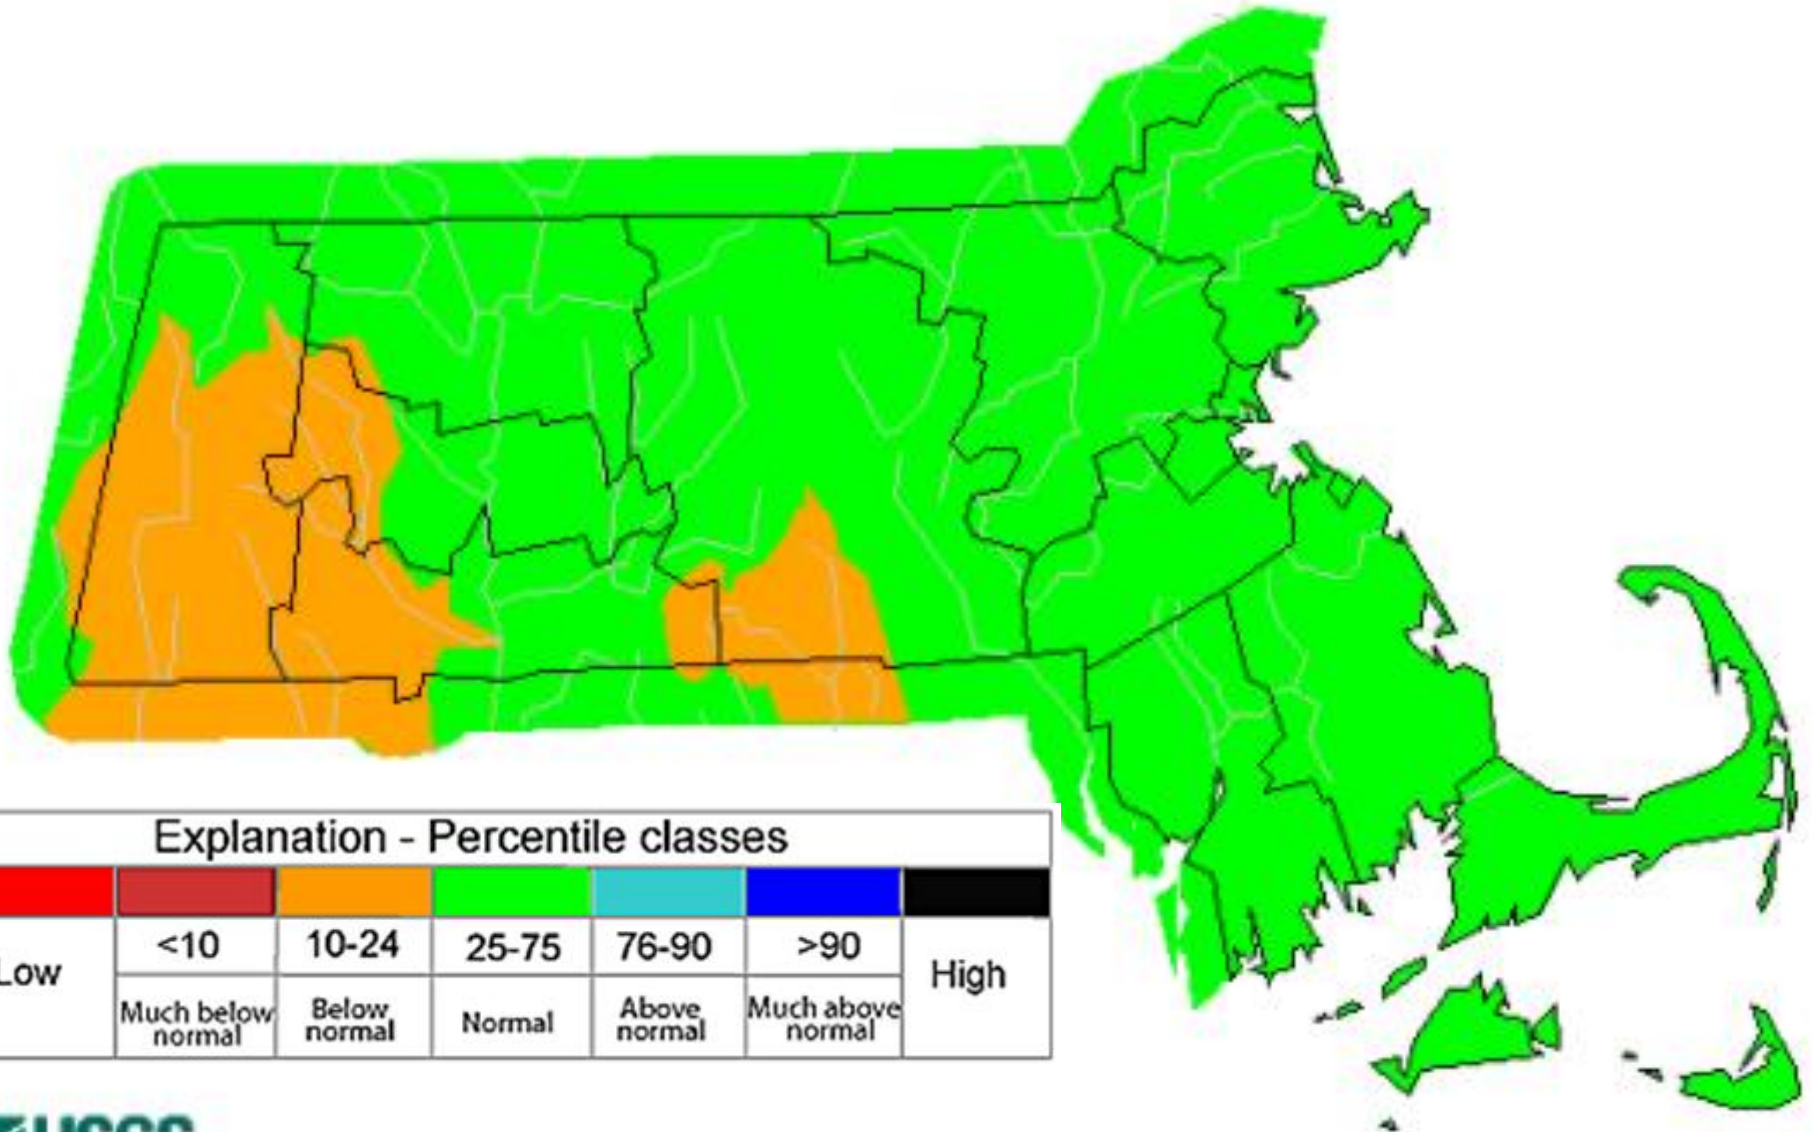 Explanation - Percentile classes
Low
<10
10-24
25-75
76-90
>90
High
Much below
normal
Below
normal
Normal
Above
normal
Much above
normal